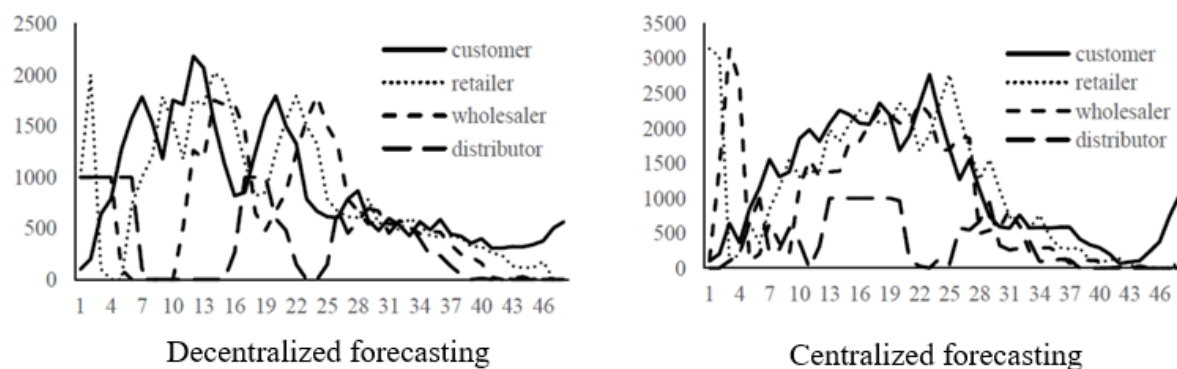 2500
2000
1500
1000
500
0
customer
retailer
wholesaler
distributor
1 4 7 10 13 16 19 22 25 28 31 34 37 40 43 46
Decentralized forecasting
3500
3000
2500
2000
1500
1000
500
0
customer
retailer
wholesaler
distributor
1 4 7 10 13 16 19 22 25 28 31 34 37 40 43 46
Centralized forecasting